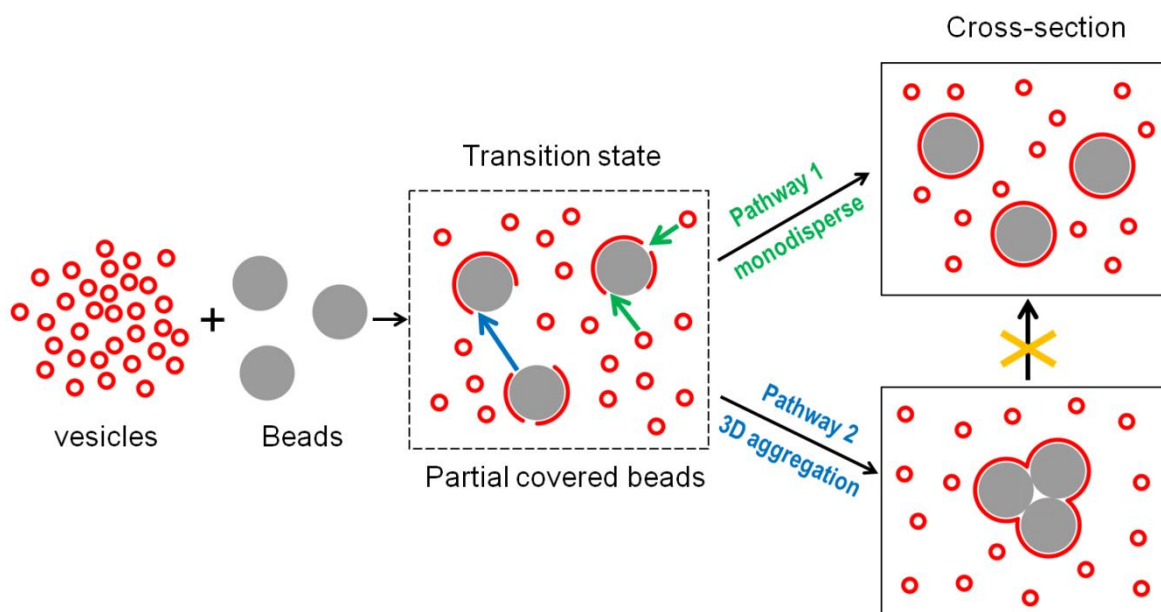 Cross-section
Transition state
Pathway 1
monodisperse
+
vesicles
Beads
Pathway 2
3D aggregation
Partial covered beads